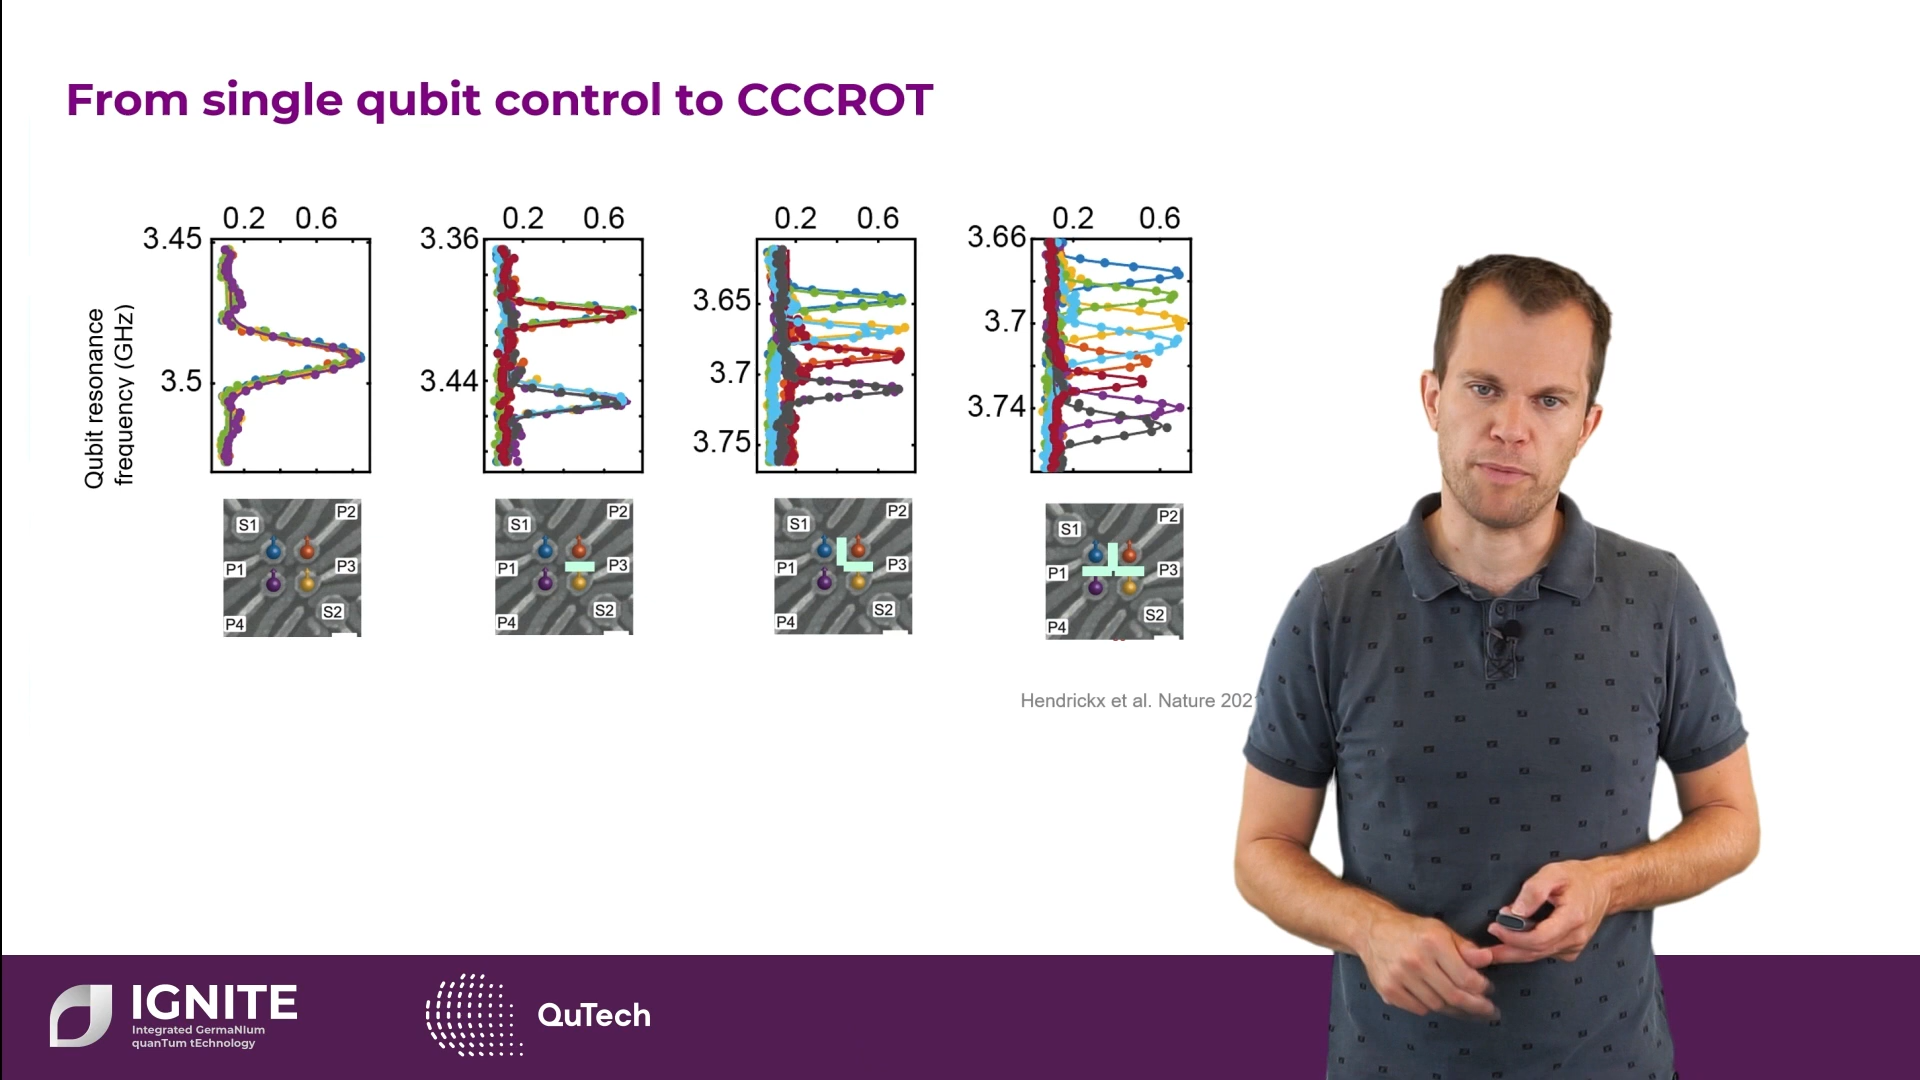 From single qubit control to CCCROT
0.2 0.6
0.2 0.6
0.2 0.6
0.2 0.6
3.45
3.5
3.36
3.44
3.65
3.7
3.75
3.66
3.7
3.74
Qubit resonance
frequency (GHz)
S1 P2
P1 P3
S2
P4
S1 P2
P1 P3
S2
P4
S1 P2
P1 P3
S2
P4
S1 P2
P1 P3
S2
P4
Hendrickx et al. Nature 2021
IGNITE
Integrated GermaNIum
quanTum tEchnology
QuTech